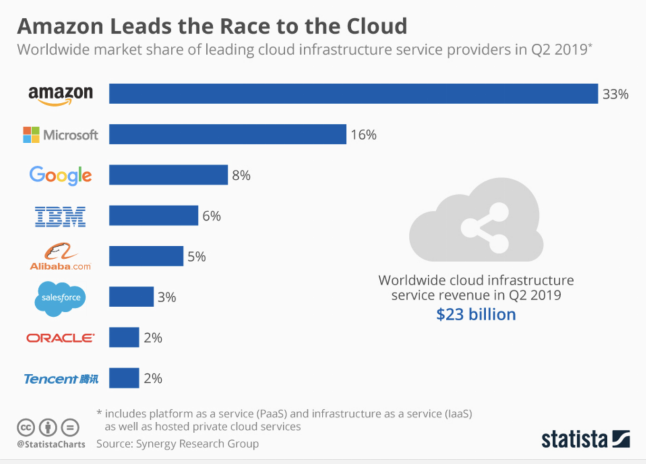 Amazon Leads the Race to the Cloud
Worldwide market share of leading cloud infrastructure service providers in Q2 2019*
amazon
33%
Microsoft
16%
Google
8%
IBM
6%
Alibaba.com
5%
salesforce
3%
ORACLE®
2%
Tencent 腾讯
2%
Worldwide cloud infrastructure
service revenue in Q2 2019
$23 billion
* includes platform as a service (PaaS) and infrastructure as a service (IaaS)
as well as hosted private cloud services
cc
@StatistaCharts Source: Synergy Research Group
statista